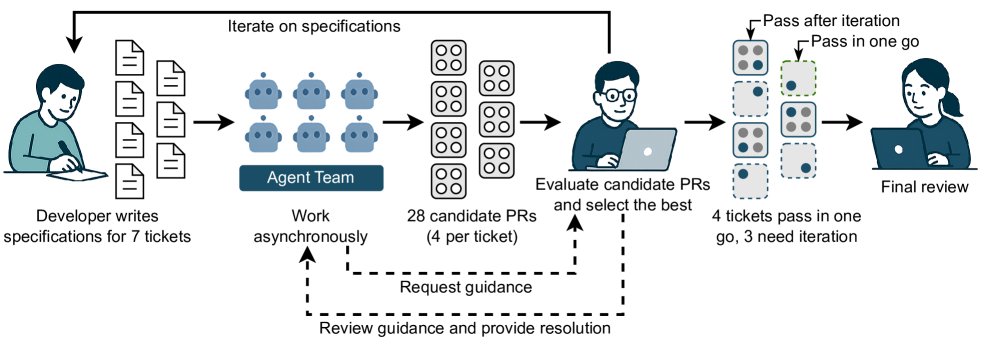 Iterate on specifications
Pass after iteration
Pass in one go
Agent Team
Developer writes
specifications for 7 tickets
Work
asynchronously
28 candidate PRs
(4 per ticket)
Evaluate candidate PRs
and select the best
4 tickets pass in one
go, 3 need iteration
Final review
Request guidance
Review guidance and provide resolution